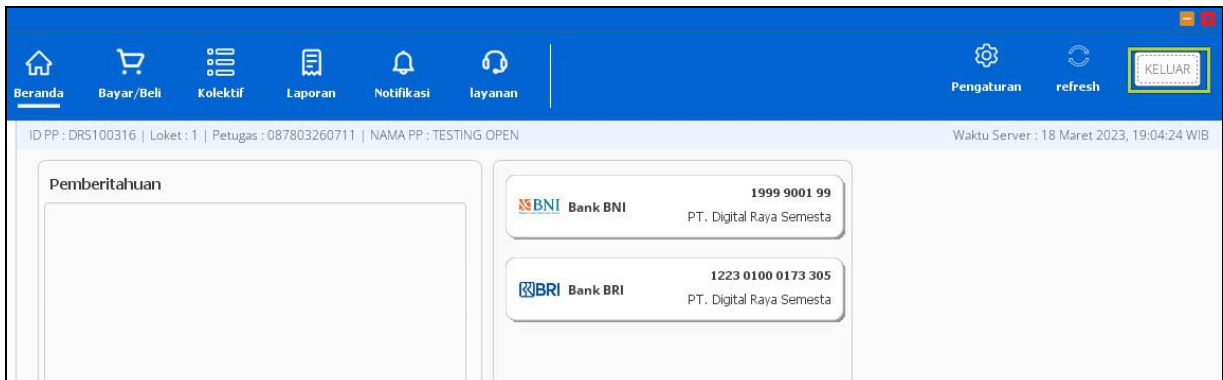 Beranda Bayar/Beli Kolektif Laporan Notifikasi layanan Pengaturan refresh KELUAR
ID PP : DRS100316 | Loket : 1 | Petugas : 087803260711 | NAMA PP : TESTING OPEN Waktu Server : 18 Maret 2023, 19:04:24 WIB
Pemberitahuan
BNI Bank BNI 1999 9001 99
PT. Digital Raya Semesta
BRI Bank BRI 1223 0100 0173 305
PT. Digital Raya Semesta